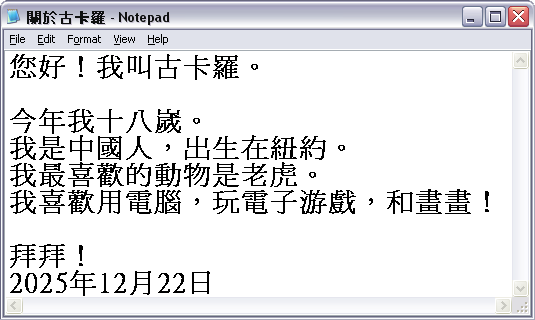 關於古卡羅 - Notepad
File Edit Format View Help
您好！我叫古卡羅。
今年我十八嵗。
我是中國人，出生在紐約。
我最喜歡的動物是老虎。
我喜歡用電腦，玩電子游戲，和畫畫！
拜拜！
2025年12月22日